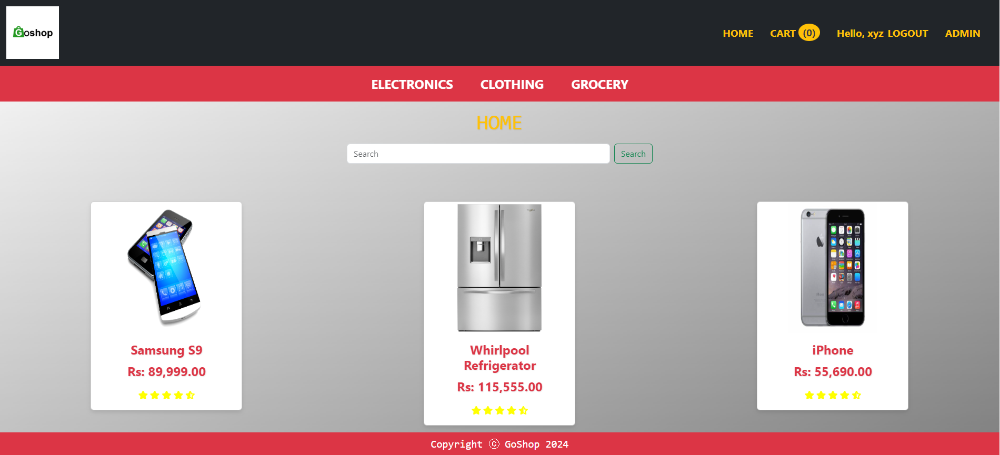 Goshop
HOME CART (0) Hello, xyz LOGOUT ADMIN
ELECTRONICS CLOTHING GROCERY
HOME
Search Search
Samsung S9
Rs: 89,999.00
Whirlpool
Refrigerator
Rs: 115,555.00
iPhone
Rs: 55,690.00
Copyright Ⓒ GoShop 2024